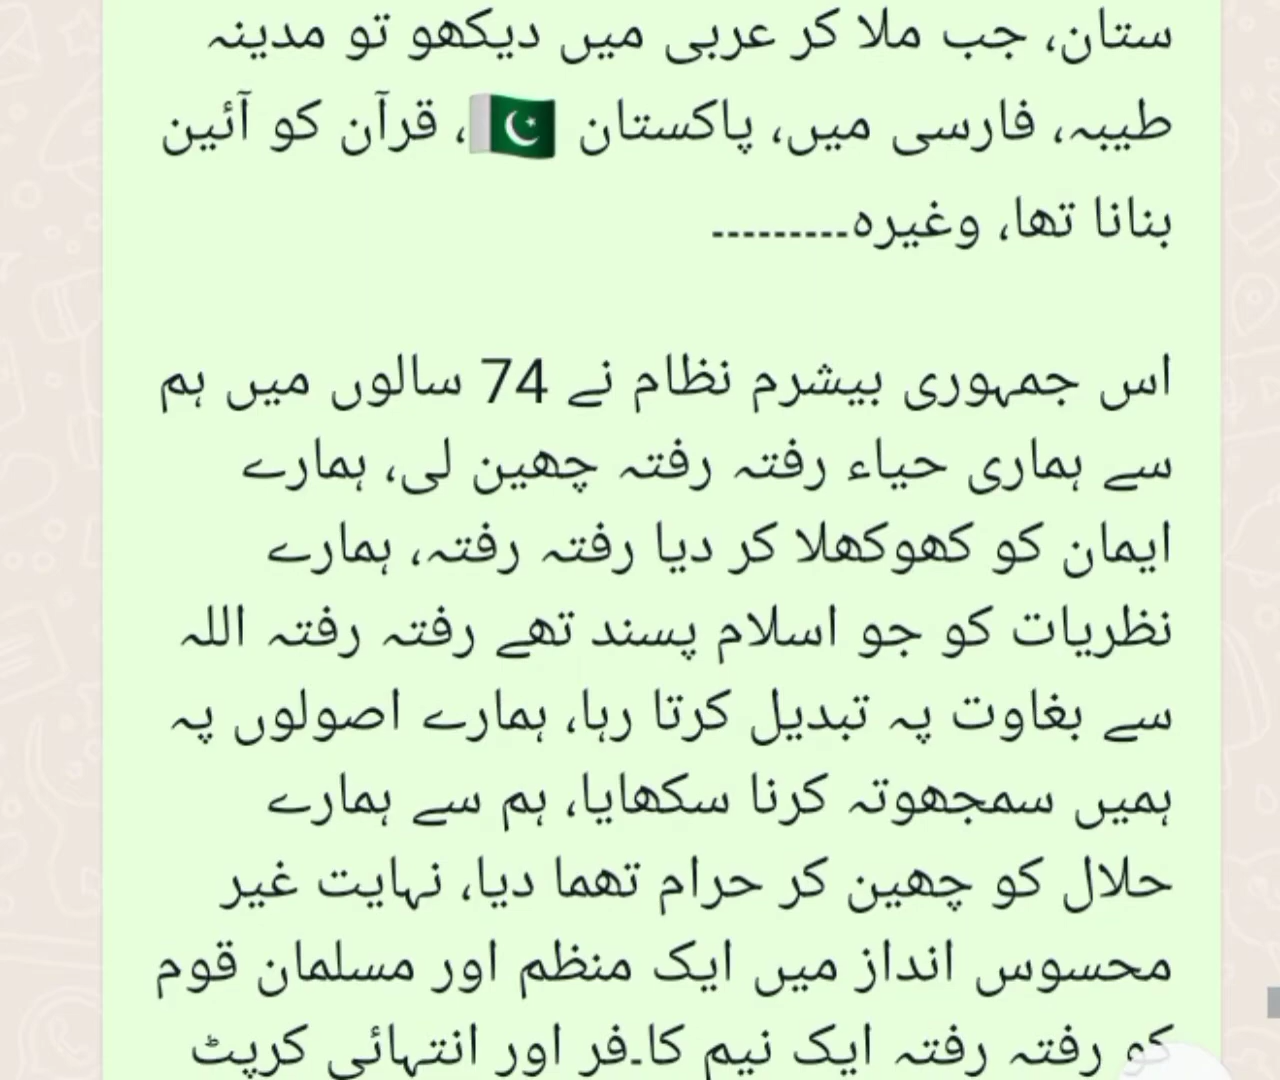 ستان، جب ملا کر عربی میں دیکھو تو مدینہ
طیبہ، فارسی میں، پاکستان 🇵🇰، قرآن کو آئین
بنانا تھا، وغیرہ---------
اس جمہوری بیشرم نظام نے 74 سالوں میں ہم
سے ہماری حیاء رفتہ رفتہ چھین لی، ہمارے
ایمان کو کھوکھلا کر دیا رفتہ رفتہ، ہمارے
نظریات کو جو اسلام پسند تھے رفتہ رفتہ اللہ
سے بغاوت پہ تبدیل کرتا رہا، ہمارے اصولوں پہ
ہمیں سمجھوتہ کرنا سکھایا، ہم سے ہمارے
حلال کو چھین کر حرام تھما دیا، نہایت غیر
محسوس انداز میں ایک منظم اور مسلمان قوم
کو رفتہ رفتہ ایک نیم کا۔فر اور انتہائی کرپٹ